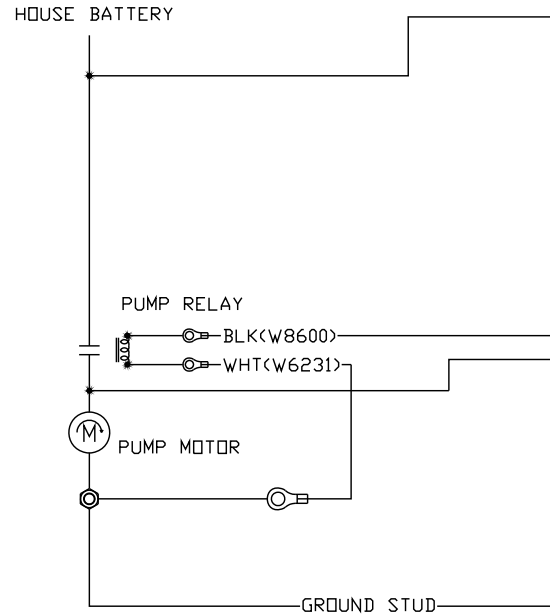 HOUSE BATTERY
PUMP RELAY
BLK(W8600)
WHT(W6231)
M
PUMP MOTOR
GROUND STUD